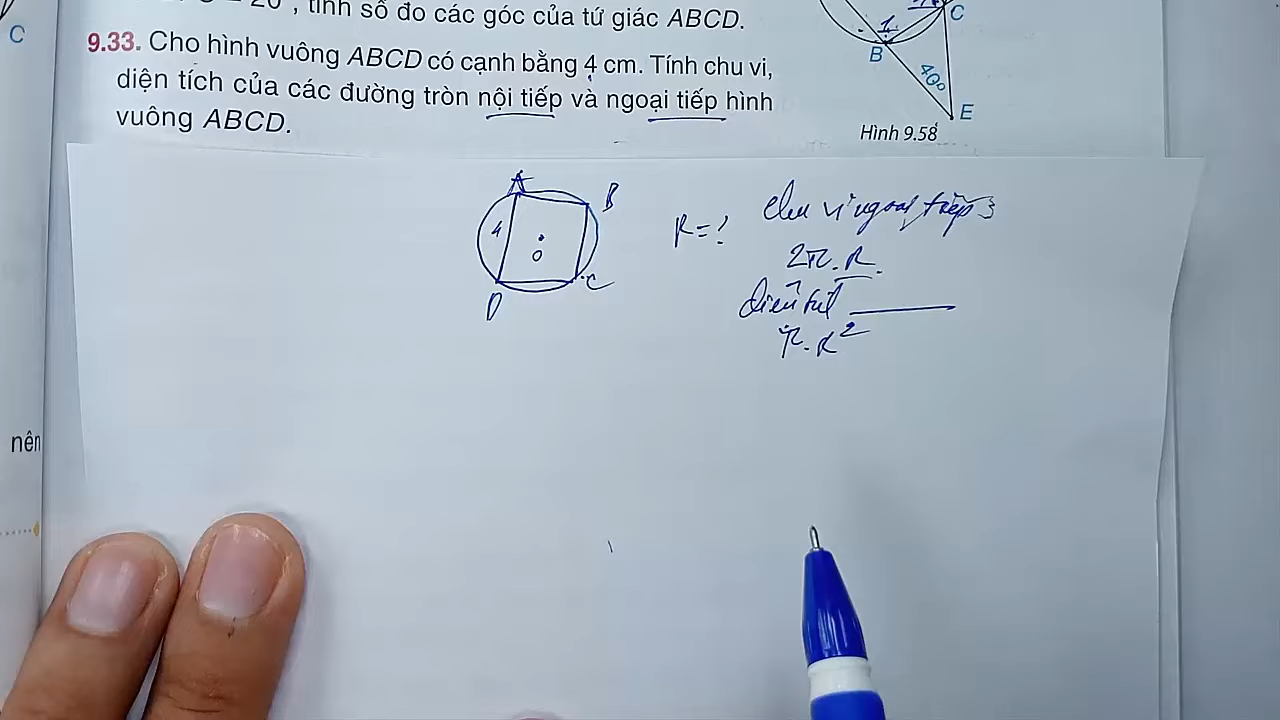 , tính số đo các góc của tứ giác ABCD.
C
9.33. Cho hình vuông ABCD có cạnh bằng 4 cm. Tính chu vi,
diện tích của các đường tròn nội tiếp và ngoại tiếp hình
vuông ABCD.
C
1
B
40°
E
Hình 9.58
A
B
4
O
D
C
R=?
chu vi ngoại tiếp
2π.R.
diện tích
π.R²
nên